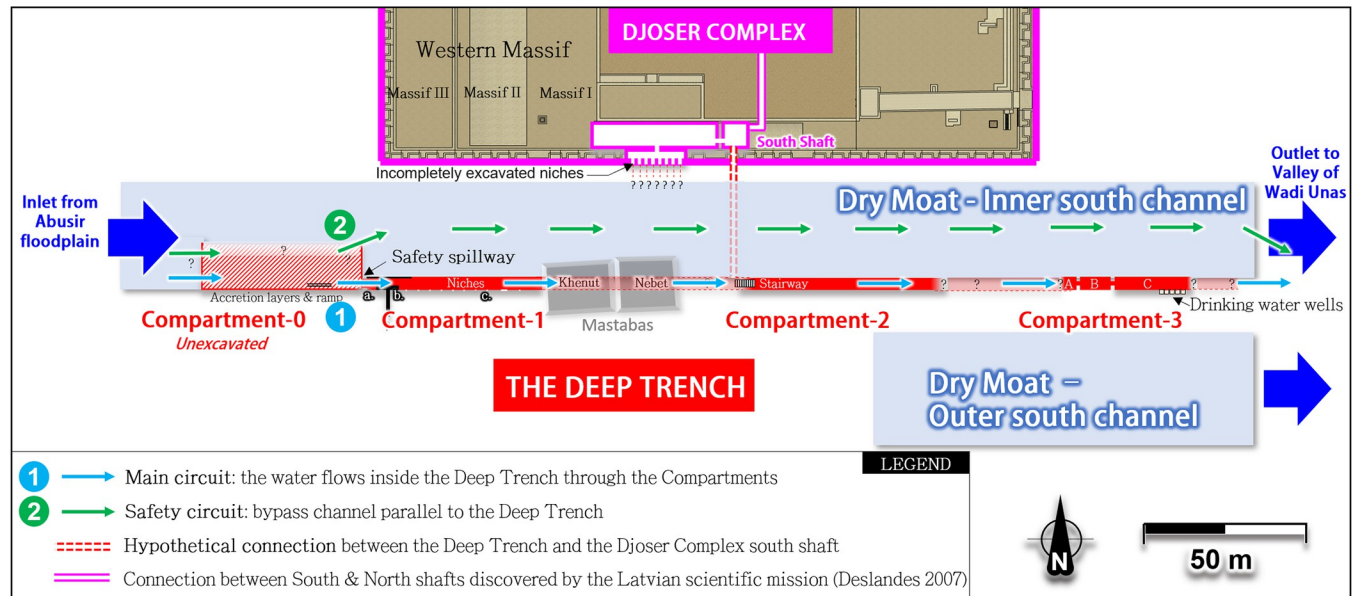 DJOSER COMPLEX
Western Massif
Massif III
Massif II
Massif I
South Shaft
Incompletely excavated niches
? ? ? ? ? ? ?
Inlet from
Abusir
floodplain
Outlet to
Valley of
Wadi Unas
Dry Moat - Inner south channel
2
?
?
"
Safety spillway
Niches
Khenut
Nebet
Stairway
? ?
?
? A B C ? ?
a. b. c.
Accretion layers & ramp
1
Mastabas
Drinking water wells
Compartment-0
Unexcavated
Compartment-1
Compartment-2
Compartment-3
THE DEEP TRENCH
Dry Moat –
Outer south channel
LEGEND
1 Main circuit: the water flows inside the Deep Trench through the Compartments
2 Safety circuit: bypass channel parallel to the Deep Trench
Hypothetical connection between the Deep Trench and the Djoser Complex south shaft
Connection between South & North shafts discovered by the Latvian scientific mission (Deslandes 2007)
N
50 m